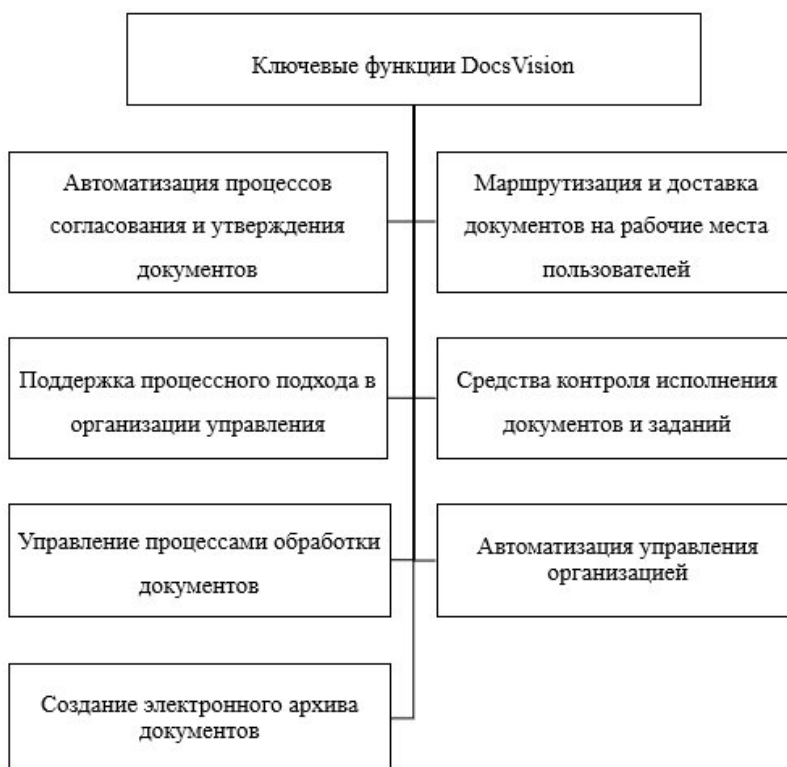 Ключевые функции DocsVision
Автоматизация процессов
согласования и утверждения
документов
Маршрутизация и доставка
документов на рабочие места
пользователей
Поддержка процессного подхода в
организации управления
Средства контроля исполнения
документов и заданий
Управление процессами обработки
документов
Автоматизация управления
организацией
Создание электронного архива
документов